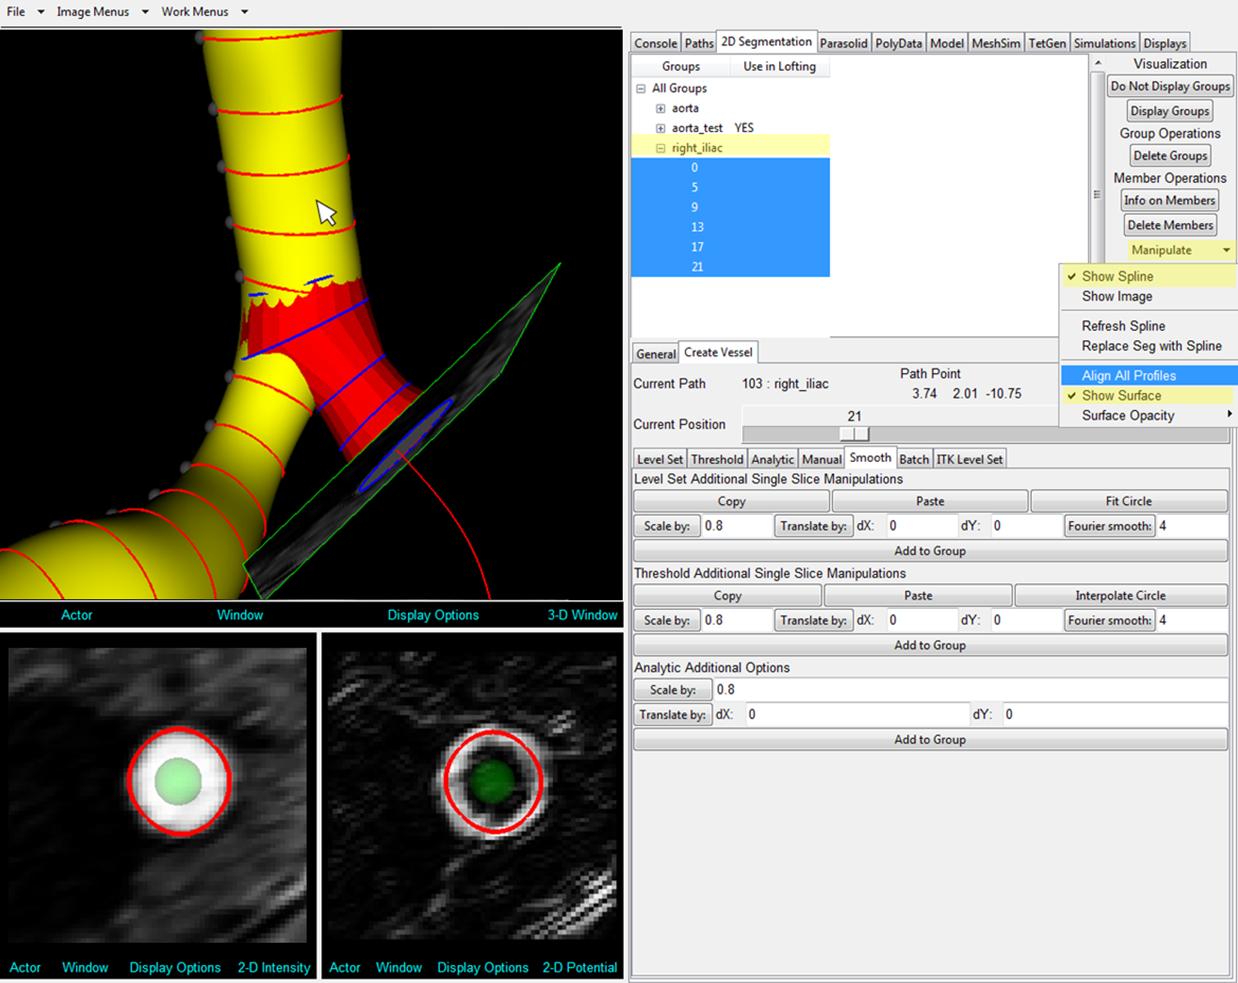 File Image Menus Work Menus
Console Paths 2D Segmentation Parasolid PolyData Model MeshSim TetGen Simulations Displays
Groups Use in Lofting
All Groups
aorta
aorta_test YES
right_iliac
0
5
9
13
17
21
Visualization
Do Not Display Groups
Display Groups
Group Operations
Delete Groups
Member Operations
Info on Members
Delete Members
Manipulate
Show Spline
Show Image
Refresh Spline
Replace Seg with Spline
Align All Profiles
Show Surface
Surface Opacity
General Create Vessel
Current Path 103 : right_iliac Path Point
3.74 2.01 -10.75
21
Current Position
Level Set Threshold Analytic Manual Smooth Batch ITK Level Set
Level Set Additional Single Slice Manipulations
Copy Paste Fit Circle
Scale by: 0.8 Translate by: dX: 0 dY: 0 Fourier smooth: 4
Add to Group
Threshold Additional Single Slice Manipulations
Copy Paste Interpolate Circle
Scale by: 0.8 Translate by: dX: 0 dY: 0 Fourier smooth: 4
Add to Group
Analytic Additional Options
Scale by: 0.8
Translate by: dX: 0 dY: 0
Add to Group
Actor Window Display Options 3-D Window
Actor Window Display Options 2-D Intensity
Actor Window Display Options 2-D Potential